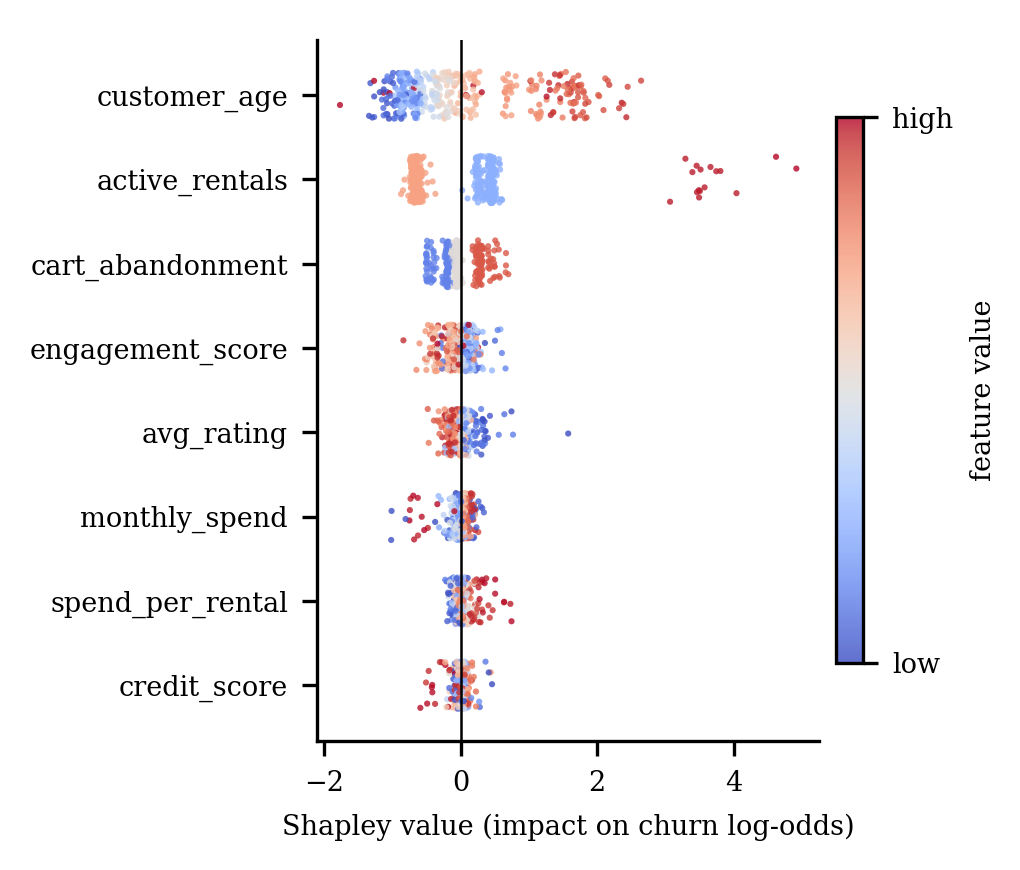 customer_age
active_rentals
cart_abandonment
engagement_score
avg_rating
monthly_spend
spend_per_rental
credit_score
−2 0 2 4
Shapley value (impact on churn log-odds)
high
low
feature value